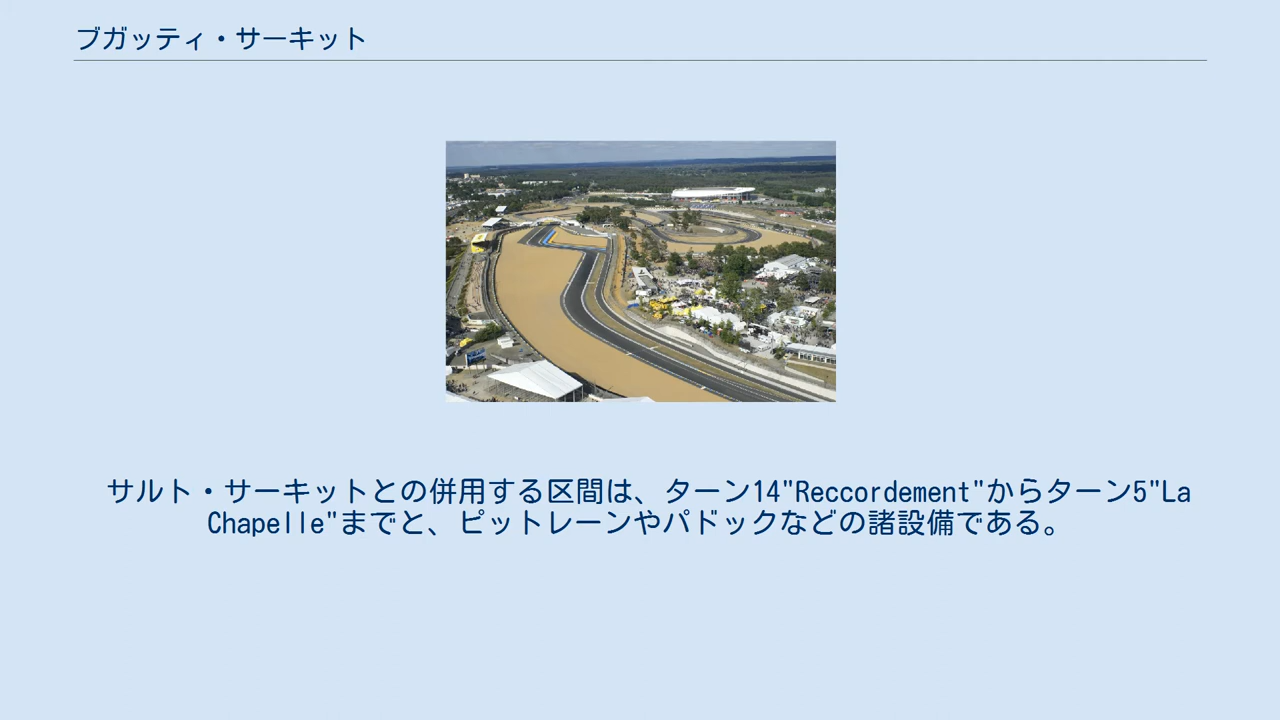 ブガッティ・サーキット
サルト・サーキットとの併用する区間は、ターン14"Reccordement"からターン5"La
Chapelle"までと、ピットレーンやパドックなどの諸設備である。